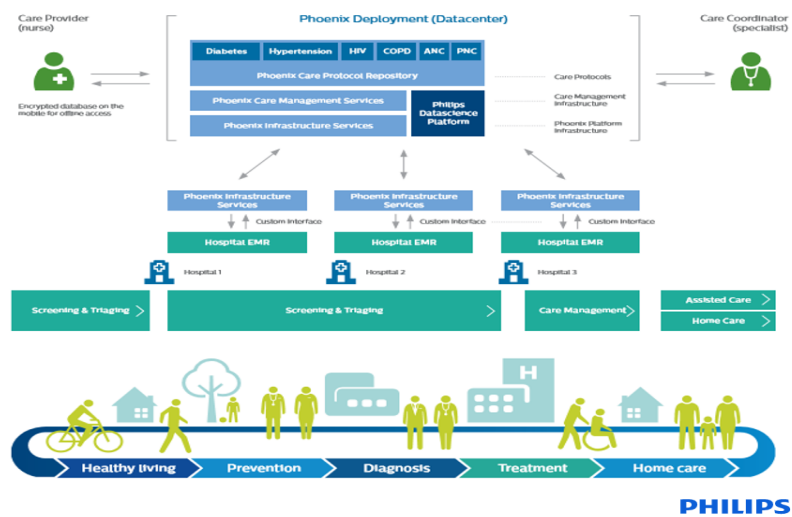 Care Provider
(nurse)
Phoenix Deployment (Datacenter)
Care Coordinator
(specialist)
Diabetes
Hypertension
HIV
COPD
ANC
PNC
Phoenix Care Protocol Repository
Care Protocols
Phoenix Care Management Services
Philips
Datascience
Platform
Care Management
Infrastructure
Phoenix Infrastructure Services
Phoenix Platform
Infrastructure
Encrypted database on the
mobile for offline access
Phoenix Infrastructure
Services
Phoenix Infrastructure
Services
Phoenix Infrastructure
Services
Custom Interface
Custom Interface
Custom Interface
Hospital EMR
Hospital EMR
Hospital EMR
Hospital 1
Hospital 2
Hospital 3
Screening & Triaging
Screening & Triaging
Care Management
Assisted Care
Home Care
H
Healthy living
Prevention
Diagnosis
Treatment
Home care
PHILIPS